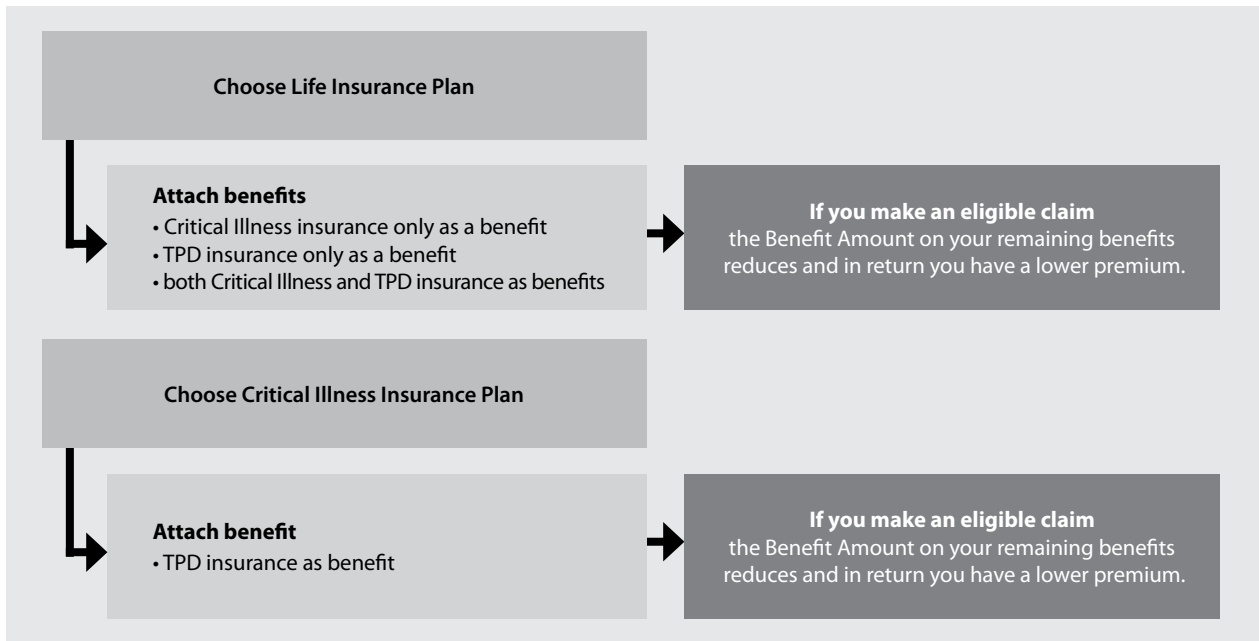 Choose Life Insurance Plan
Attach benefits
• Critical Illness insurance only as a benefit
• TPD insurance only as a benefit
• both Critical Illness and TPD insurance as benefits
If you make an eligible claim
the Benefit Amount on your remaining benefits
reduces and in return you have a lower premium.
Choose Critical Illness Insurance Plan
Attach benefit
• TPD insurance as benefit
If you make an eligible claim
the Benefit Amount on your remaining benefits
reduces and in return you have a lower premium.